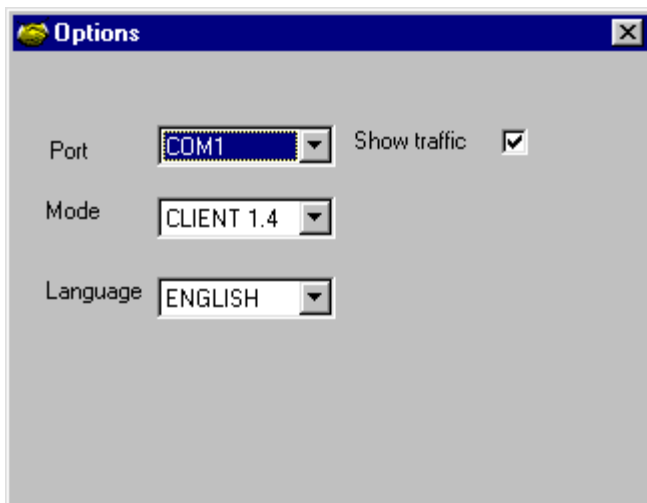 Options
Port COM1 Show traffic
Mode CLIENT 1.4
Language ENGLISH